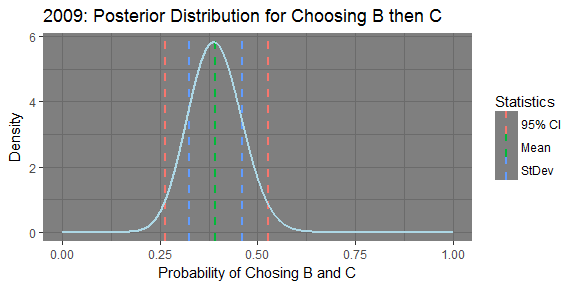 2009: Posterior Distribution for Choosing B then C
6
4
2
0
Density
0.00 0.25 0.50 0.75 1.00
Probability of Chosing B and C
Statistics
95% CI
Mean
StDev